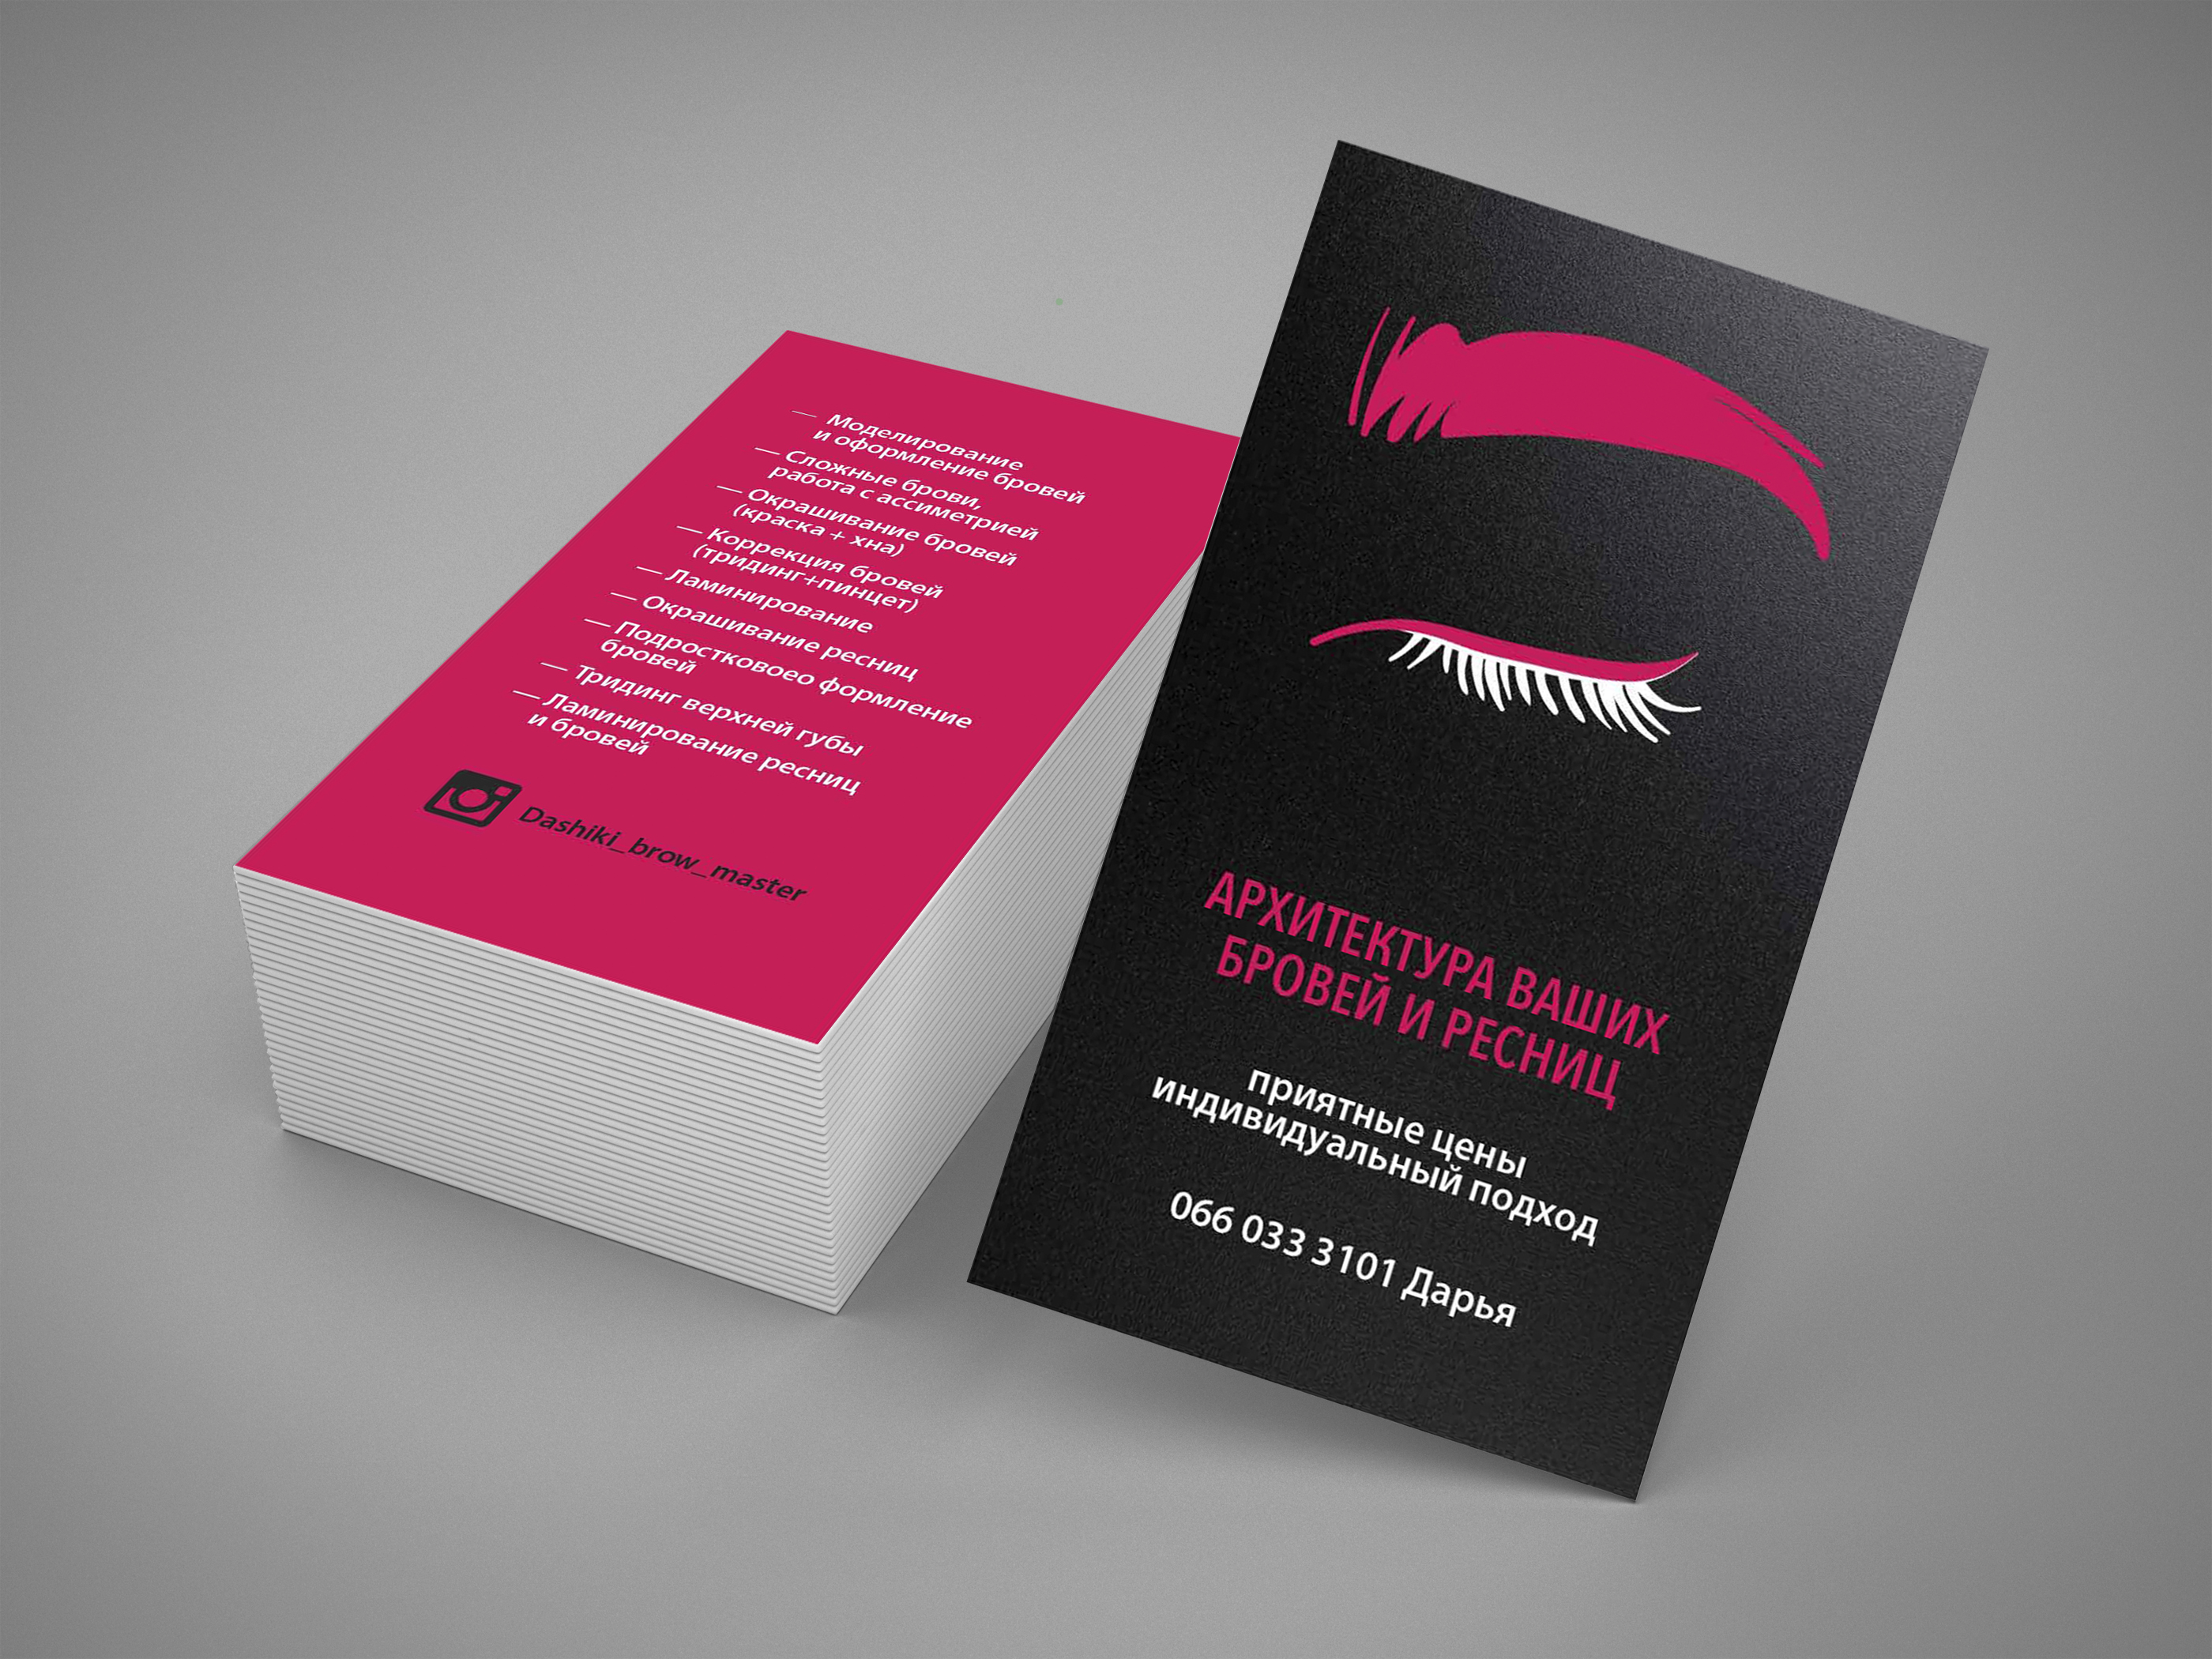 — Моделирование
и оформление бровей
— Сложные брови,
работа с ассиметрией
— Окрашивание бровей
(краска + хна)
— Коррекция бровей
(тридинг+пинцет)
— Ламинирование
— Окрашивание ресниц
— Подростковоео формление
бровей
— Тридинг верхней губы
— Ламинирование ресниц
и бровей
Dashiki_brow_master
АРХИТЕКТУРА ВАШИХ
БРОВЕЙ И РЕСНИЦ
приятные цены
индивидуальный подход
066 033 3101 Дарья